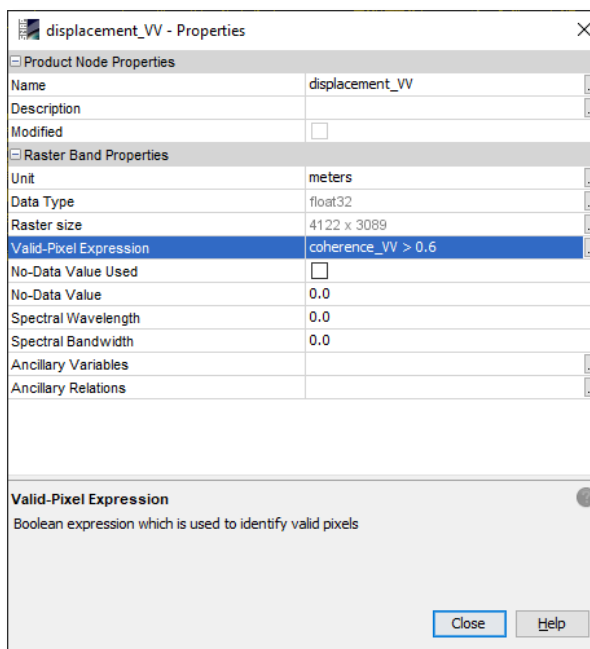 displacement_VV - Properties
Product Node Properties
Name displacement_VV
Description
Modified
Raster Band Properties
Unit meters
Data Type float32
Raster size 4122 x 3089
Valid-Pixel Expression coherence_VV > 0.6
No-Data Value Used
No-Data Value 0.0
Spectral Wavelength 0.0
Spectral Bandwidth 0.0
Ancillary Variables
Ancillary Relations
Valid-Pixel Expression
Boolean expression which is used to identify valid pixels
Close Help